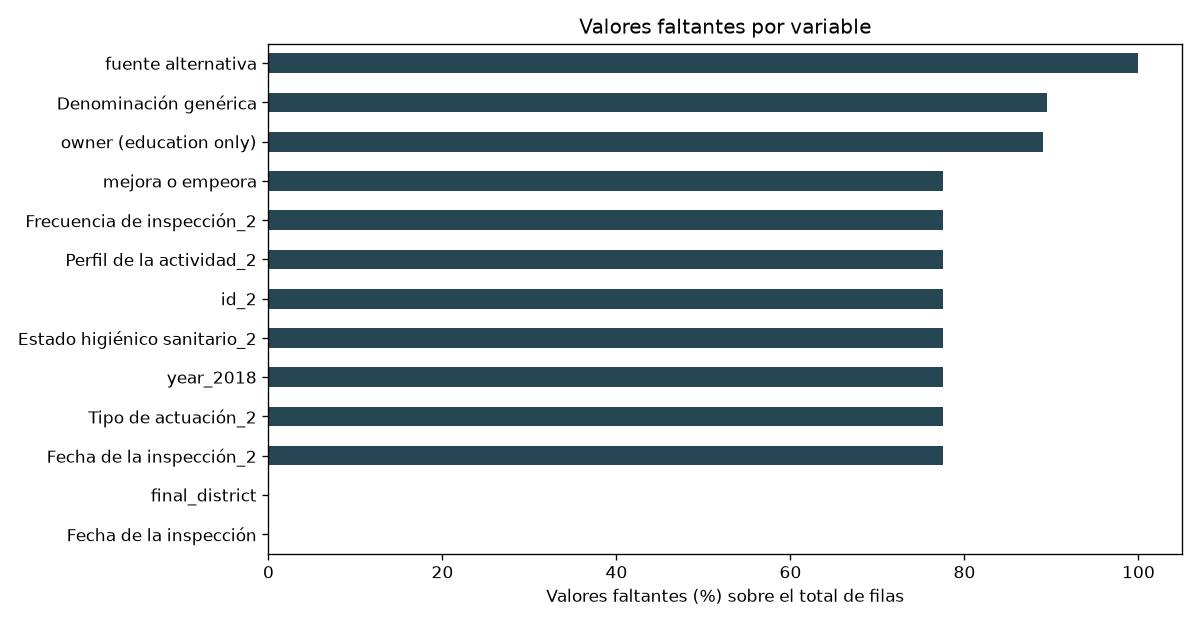 Valores faltantes por variable
fuente alternativa
Denominación genérica
owner (education only)
mejora o empeora
Frecuencia de inspección_2
Perfil de la actividad_2
id_2
Estado higiénico sanitario_2
year_2018
Tipo de actuación_2
Fecha de la inspección_2
final_district
Fecha de la inspección
0 20 40 60 80 100
Valores faltantes (%) sobre el total de filas